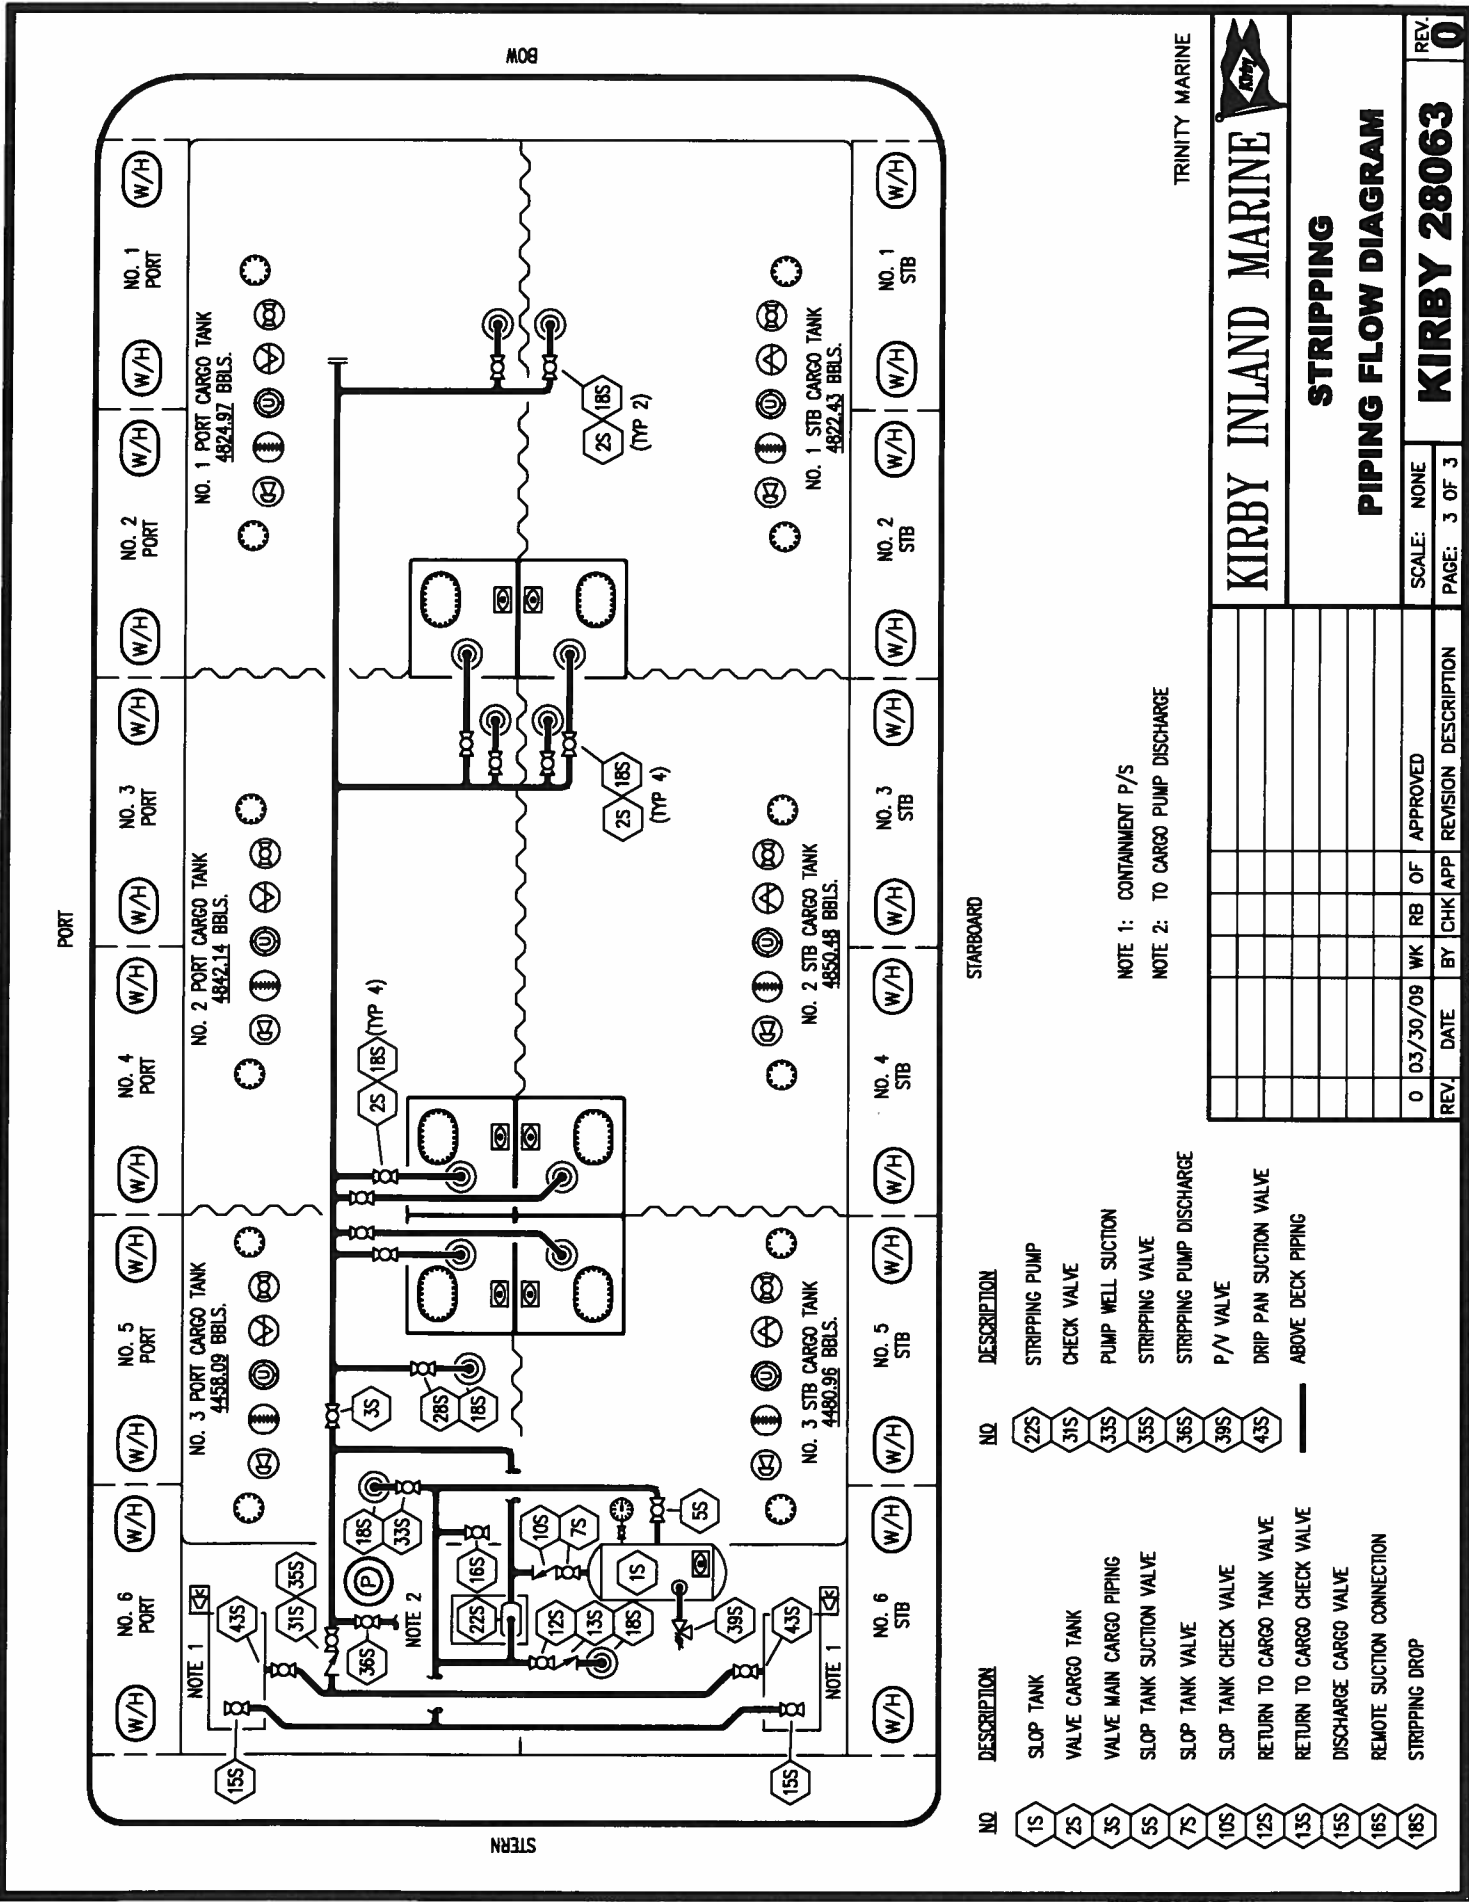 PORT
STERN
BOW
STARBOARD
W/H
W/H
W/H
W/H
W/H
W/H
W/H
W/H
W/H
W/H
W/H
W/H
NO. 6
PORT
NO. 5
PORT
NO. 4
PORT
NO. 3
PORT
NO. 2
PORT
NO. 1
PORT
NO. 3 PORT CARGO TANK
4458.09 BBLS.
NO. 2 PORT CARGO TANK
4842.14 BBLS.
NO. 1 PORT CARGO TANK
4824.97 BBLS.
U
U
U
NOTE 1
15S
43S
31S
35S
36S
P
NOTE 2
18S
33S
3S
28S
18S
2S
18S
(TYP 4)
2S
18S
(TYP 4)
2S
18S
(TYP 2)
16S
22S
10S
7S
12S
13S
18S
1S
5S
39S
43S
15S
NOTE 1
U
U
U
NO. 3 STB CARGO TANK
4480.96 BBLS.
NO. 2 STB CARGO TANK
4850.48 BBLS.
NO. 1 STB CARGO TANK
4822.43 BBLS.
W/H
W/H
W/H
W/H
W/H
W/H
W/H
W/H
W/H
W/H
W/H
W/H
NO. 6
STB
NO. 5
STB
NO. 4
STB
NO. 3
STB
NO. 2
STB
NO. 1
STB
NO DESCRIPTION
1S SLOP TANK
2S VALVE CARGO TANK
3S VALVE MAIN CARGO PIPING
5S SLOP TANK SUCTION VALVE
7S SLOP TANK VALVE
10S SLOP TANK CHECK VALVE
12S RETURN TO CARGO TANK VALVE
13S RETURN TO CARGO CHECK VALVE
15S DISCHARGE CARGO VALVE
16S REMOTE SUCTION CONNECTION
18S STRIPPING DROP
NO DESCRIPTION
22S STRIPPING PUMP
31S CHECK VALVE
33S PUMP WELL SUCTION
35S STRIPPING VALVE
36S STRIPPING PUMP DISCHARGE
39S P/V VALVE
43S DRIP PAN SUCTION VALVE
ABOVE DECK PIPING
NOTE 1: CONTAINMENT P/S
NOTE 2: TO CARGO PUMP DISCHARGE
TRINITY MARINE
KIRBY INLAND MARINE
Kirby
STRIPPING
PIPING FLOW DIAGRAM
0 03/30/09 WK RB OF APPROVED
REV. DATE BY CHK APP REVISION DESCRIPTION
SCALE: NONE
PAGE: 3 OF 3
KIRBY 28063
REV.
0